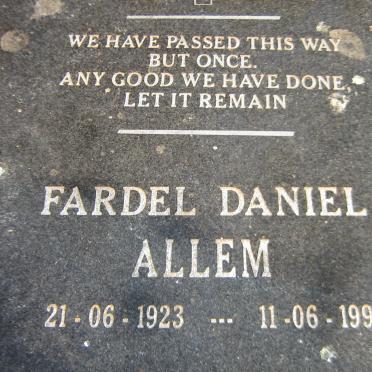 WE HAVE PASSED THIS WAY
BUT ONCE.
ANY GOOD WE HAVE DONE,
LET IT REMAIN
FARDEL DANIEL
ALLEM
21-06-1923 --- 11-06-199